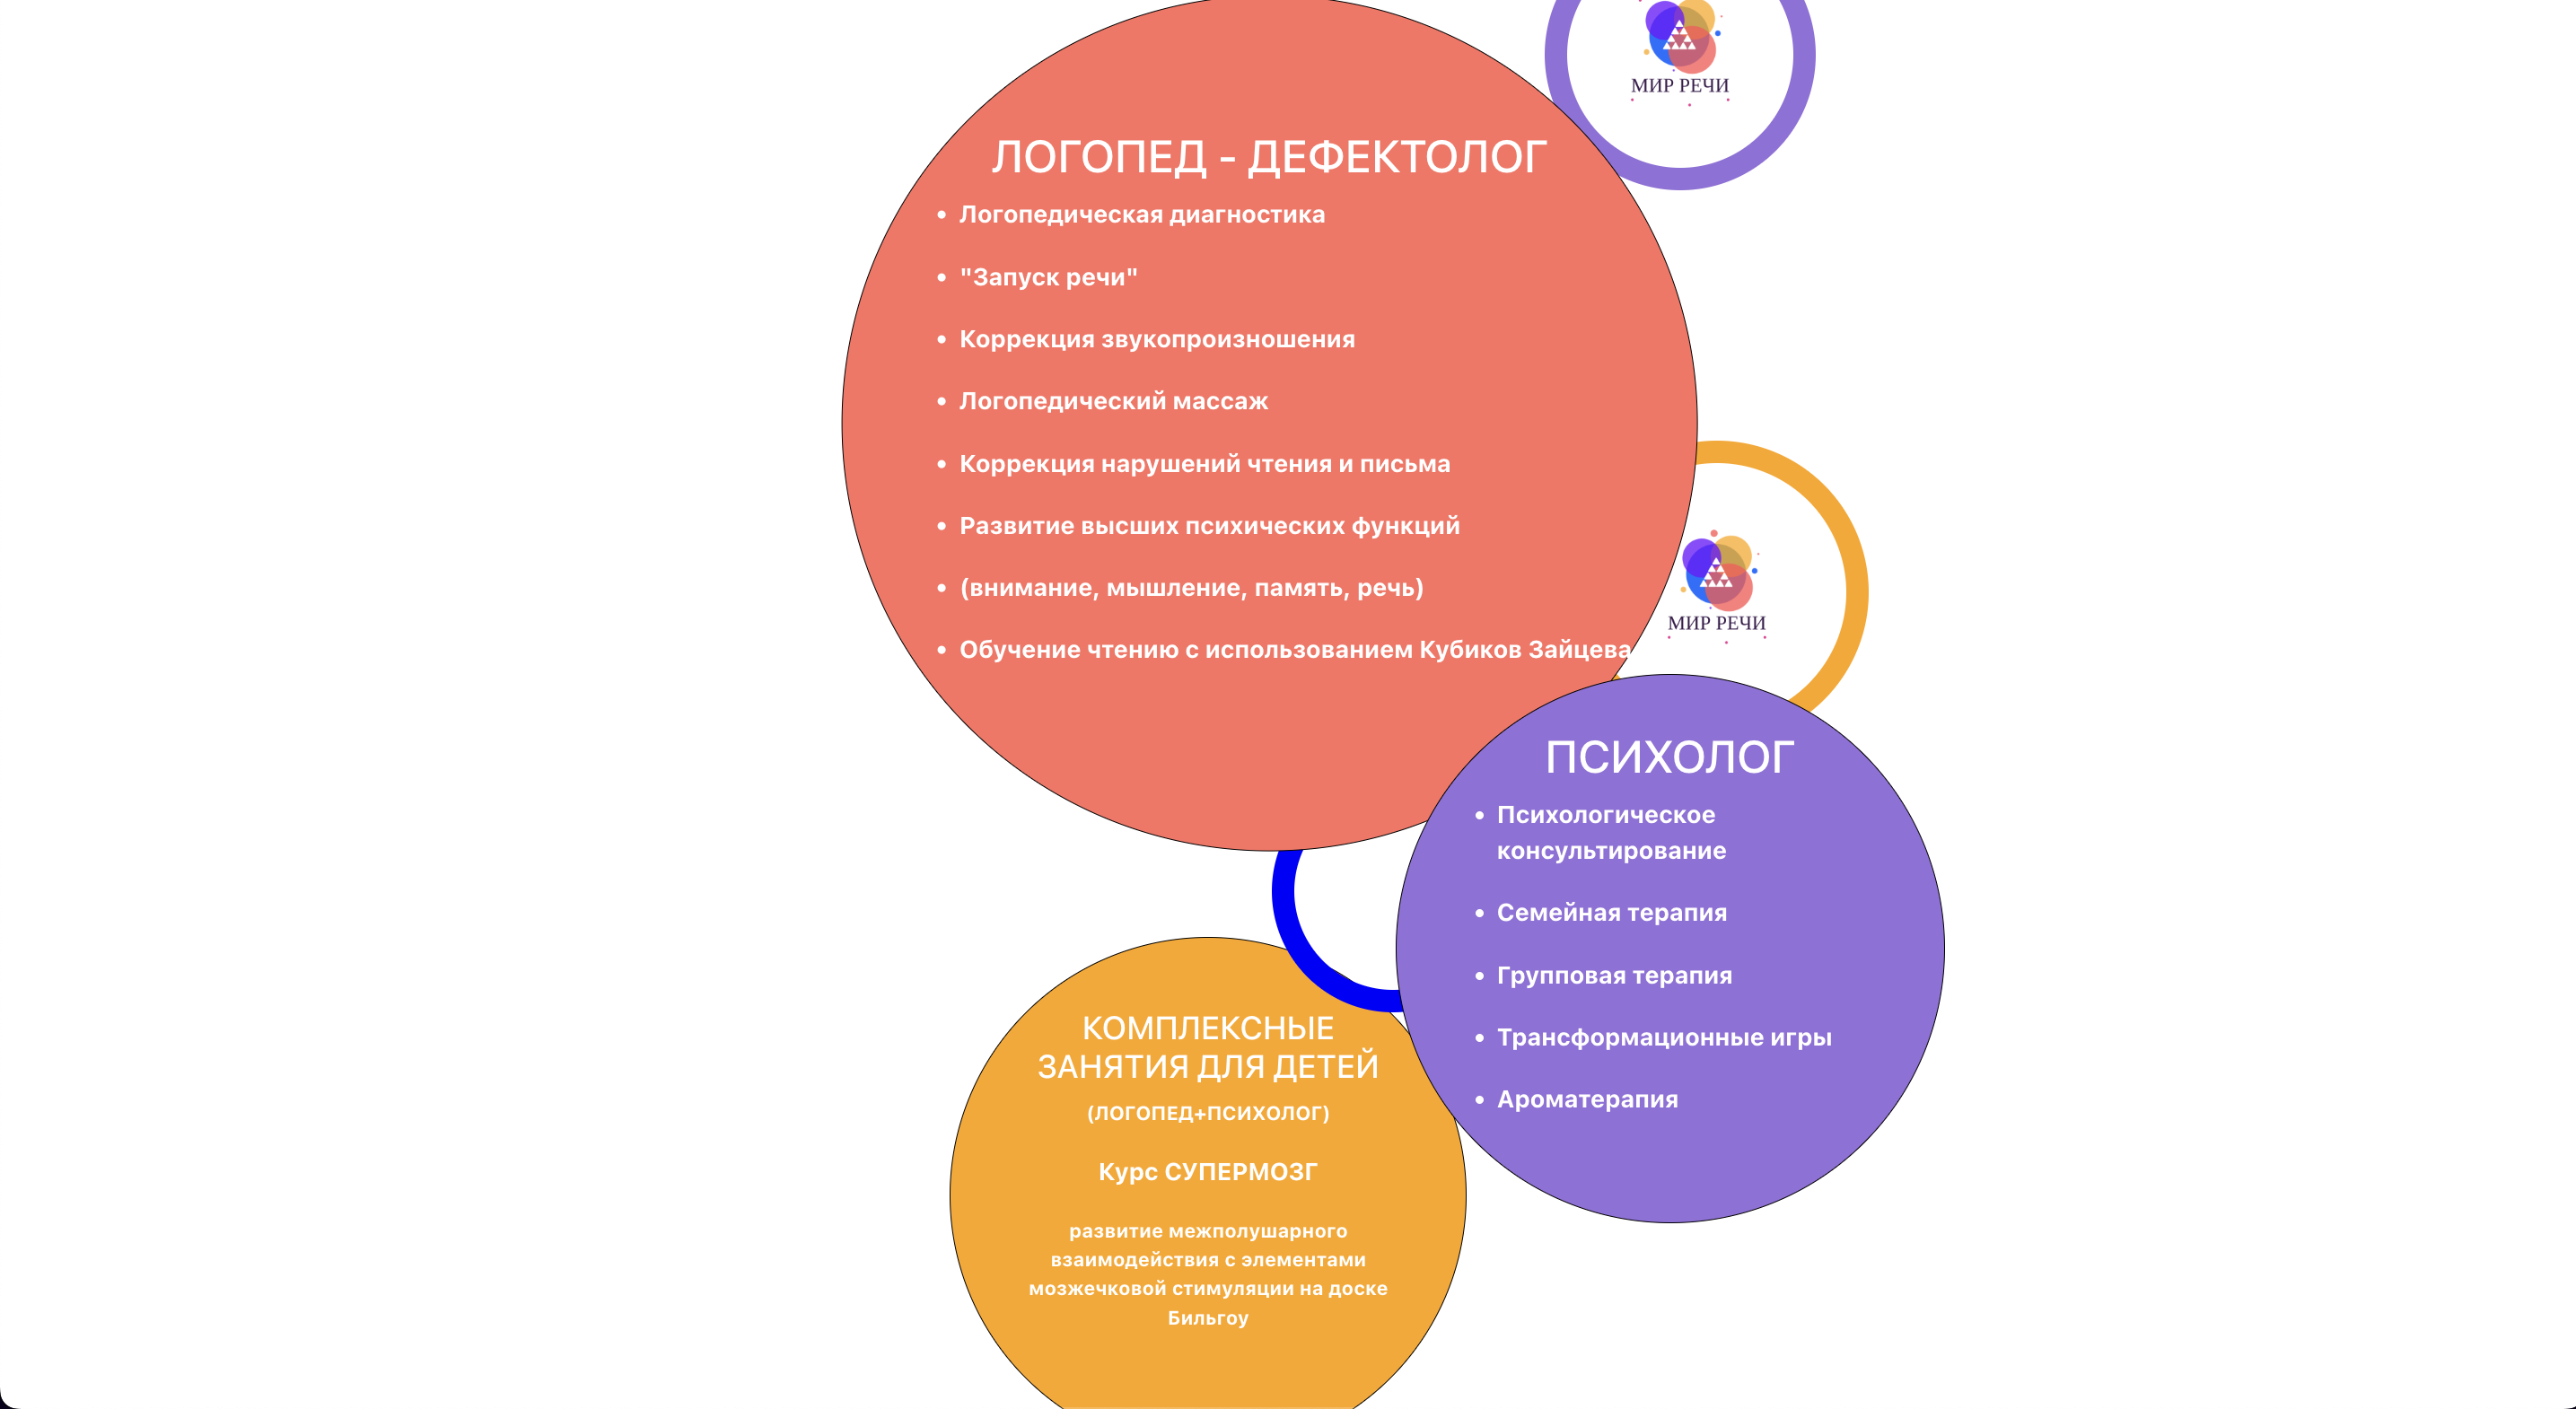 МИР РЕЧИ
ЛОГОПЕД - ДЕФЕКТОЛОГ
• Логопедическая диагностика
• "Запуск речи"
• Коррекция звукопроизношения
• Логопедический массаж
• Коррекция нарушений чтения и письма
• Развитие высших психических функций
• (внимание, мышление, память, речь)
• Обучение чтению с использованием Кубиков Зайцева
МИР РЕЧИ
ПСИХОЛОГ
• Психологическое
консультирование
• Семейная терапия
• Групповая терапия
• Трансформационные игры
• Ароматерапия
КОМПЛЕКСНЫЕ
ЗАНЯТИЯ ДЛЯ ДЕТЕЙ
(ЛОГОПЕД+ПСИХОЛОГ)
Курс СУПЕРМОЗГ
развитие межполушарного
взаимодействия с элементами
мозжечковой стимуляции на доске
Бильгоу